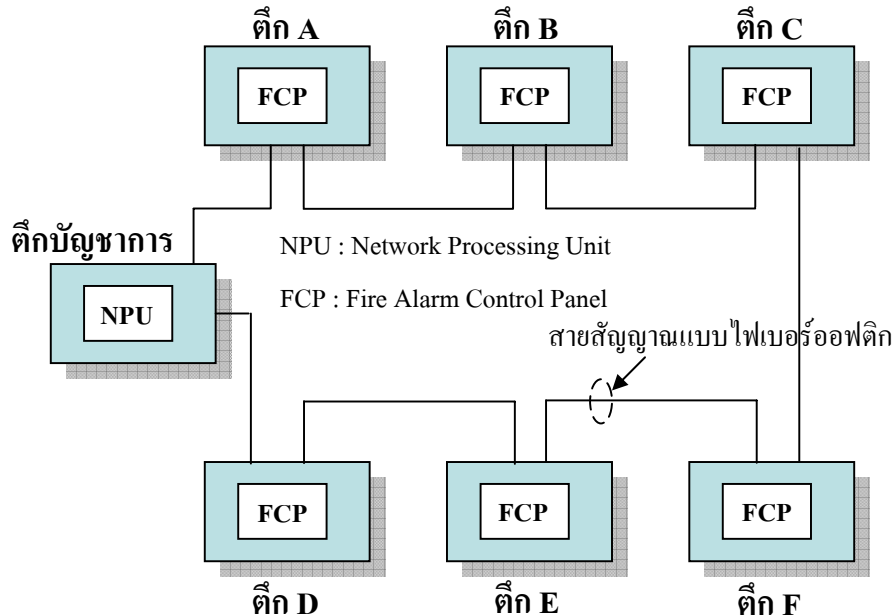 ตึก A
ตึก B
ตึก C
FCP
FCP
FCP
ตึกบัญชาการ
NPU : Network Processing Unit
NPU
FCP : Fire Alarm Control Panel
สายสัญญาณแบบไฟเบอร์ออฟติก
FCP
FCP
FCP
ตึก D
ตึก E
ตึก F